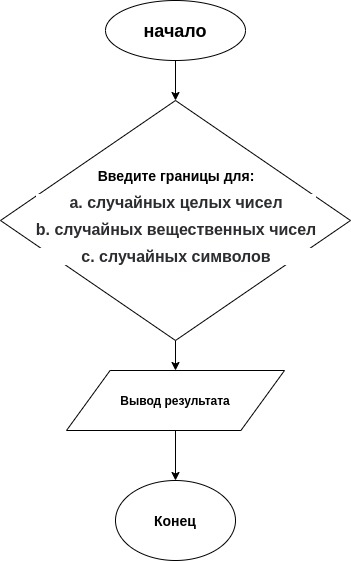 начало
Введите границы для:
a. случайных целых чисел
b. случайных вещественных чисел
c. случайных символов
Вывод результата
Конец